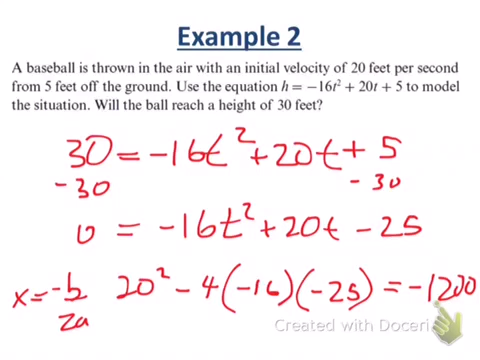 Example 2
A baseball is thrown in the air with an initial velocity of 20 feet per second
from 5 feet off the ground. Use the equation h = −16t² + 20t + 5 to model
the situation. Will the ball reach a height of 30 feet?
30 = -16t² + 20t + 5
-30 - 30
0 = -16t² + 20t - 25
x = -b/2a 20² - 4(-16)(-25) = -1200
Created with Doceri